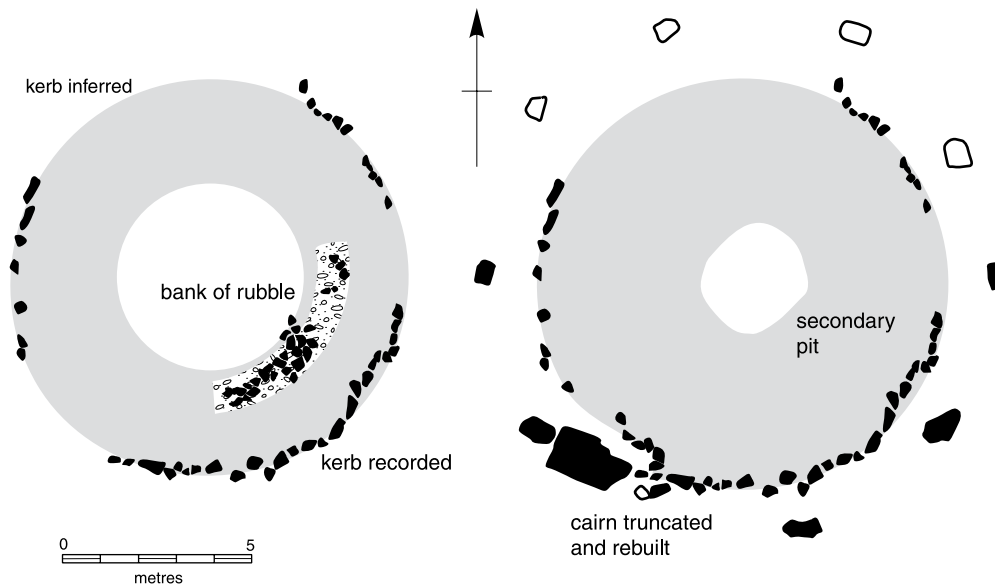 kerb inferred
bank of rubble
kerb recorded
0 5
metres
secondary
pit
cairn truncated
and rebuilt